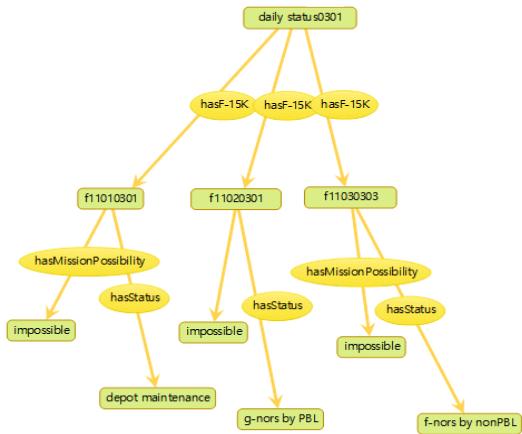 daily status0301
hasF-15K
hasF-15K
hasF-15K
f11010301
f11020301
f11030303
hasMissionPossibility
hasMissionPossibility
hasStatus
hasStatus
hasStatus
impossible
impossible
impossible
depot maintenance
g-nors by PBL
f-nors by nonPBL